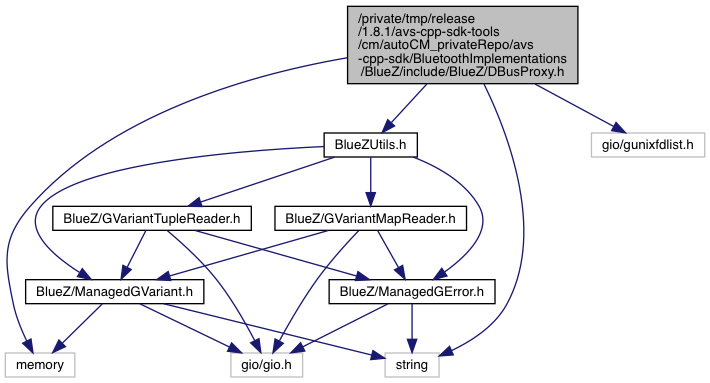 /private/tmp/release
/1.8.1/avs-cpp-sdk-tools
/cm/autoCM_privateRepo/avs
-cpp-sdk/BluetoothImplementations
/BlueZ/include/BlueZ/DBusProxy.h
BlueZUtils.h
gio/gunixfdlist.h
BlueZ/GVariantTupleReader.h
BlueZ/GVariantMapReader.h
BlueZ/ManagedGVariant.h
BlueZ/ManagedGError.h
memory
gio/gio.h
string